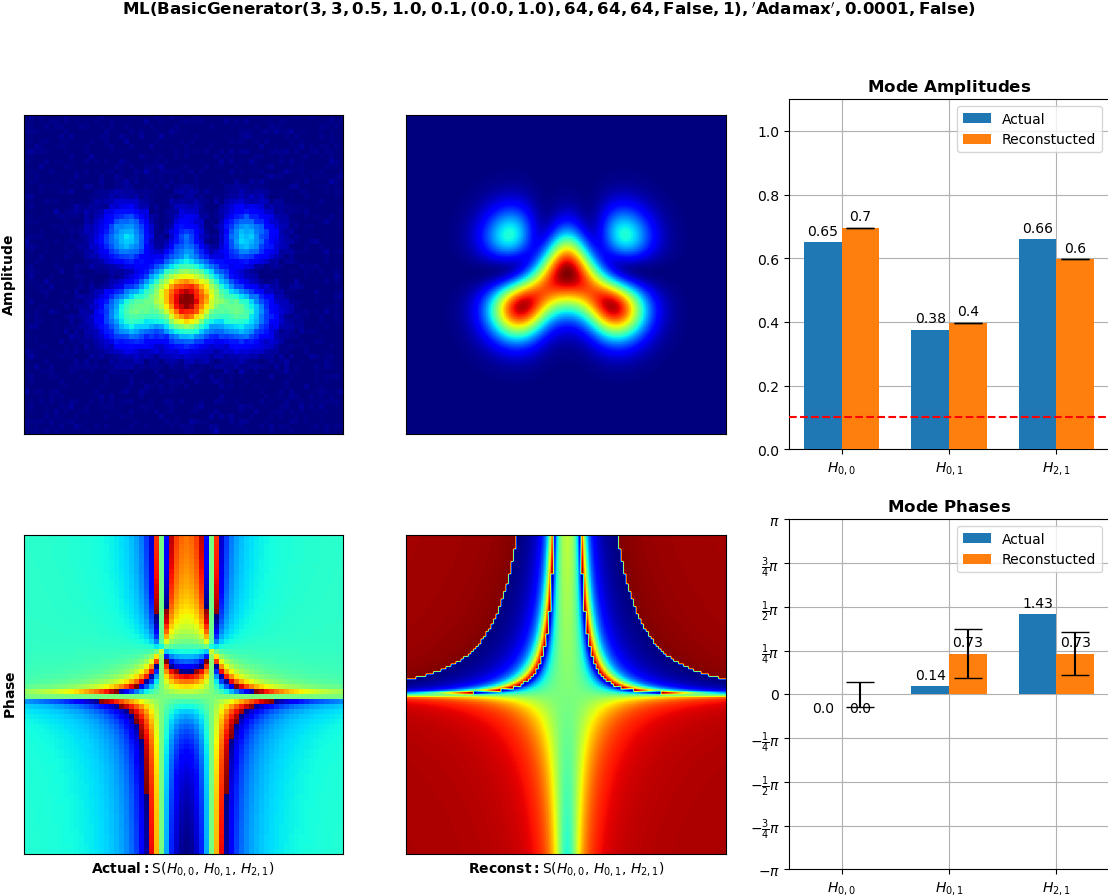 ML(BasicGenerator(3, 3, 0.5, 1.0, 0.1, (0.0, 1.0), 64, 64, 64, False, 1), ′Adamax′, 0.0001, False)
Amplitude
Mode Amplitudes
Actual
Reconstucted
1.0
0.8
0.6
0.4
0.2
0.0
0.65
0.7
0.38
0.4
0.66
0.6
H0,0
H0,1
H2,1
Phase
Actual: S(H0,0, H0,1, H2,1)
Reconst: S(H0,0, H0,1, H2,1)
Mode Phases
Actual
Reconstucted
π
3/4π
1/2π
1/4π
0
−1/4π
−1/2π
−3/4π
−π
0.0
0.0
0.14
0.73
1.43
0.73
H0,0
H0,1
H2,1